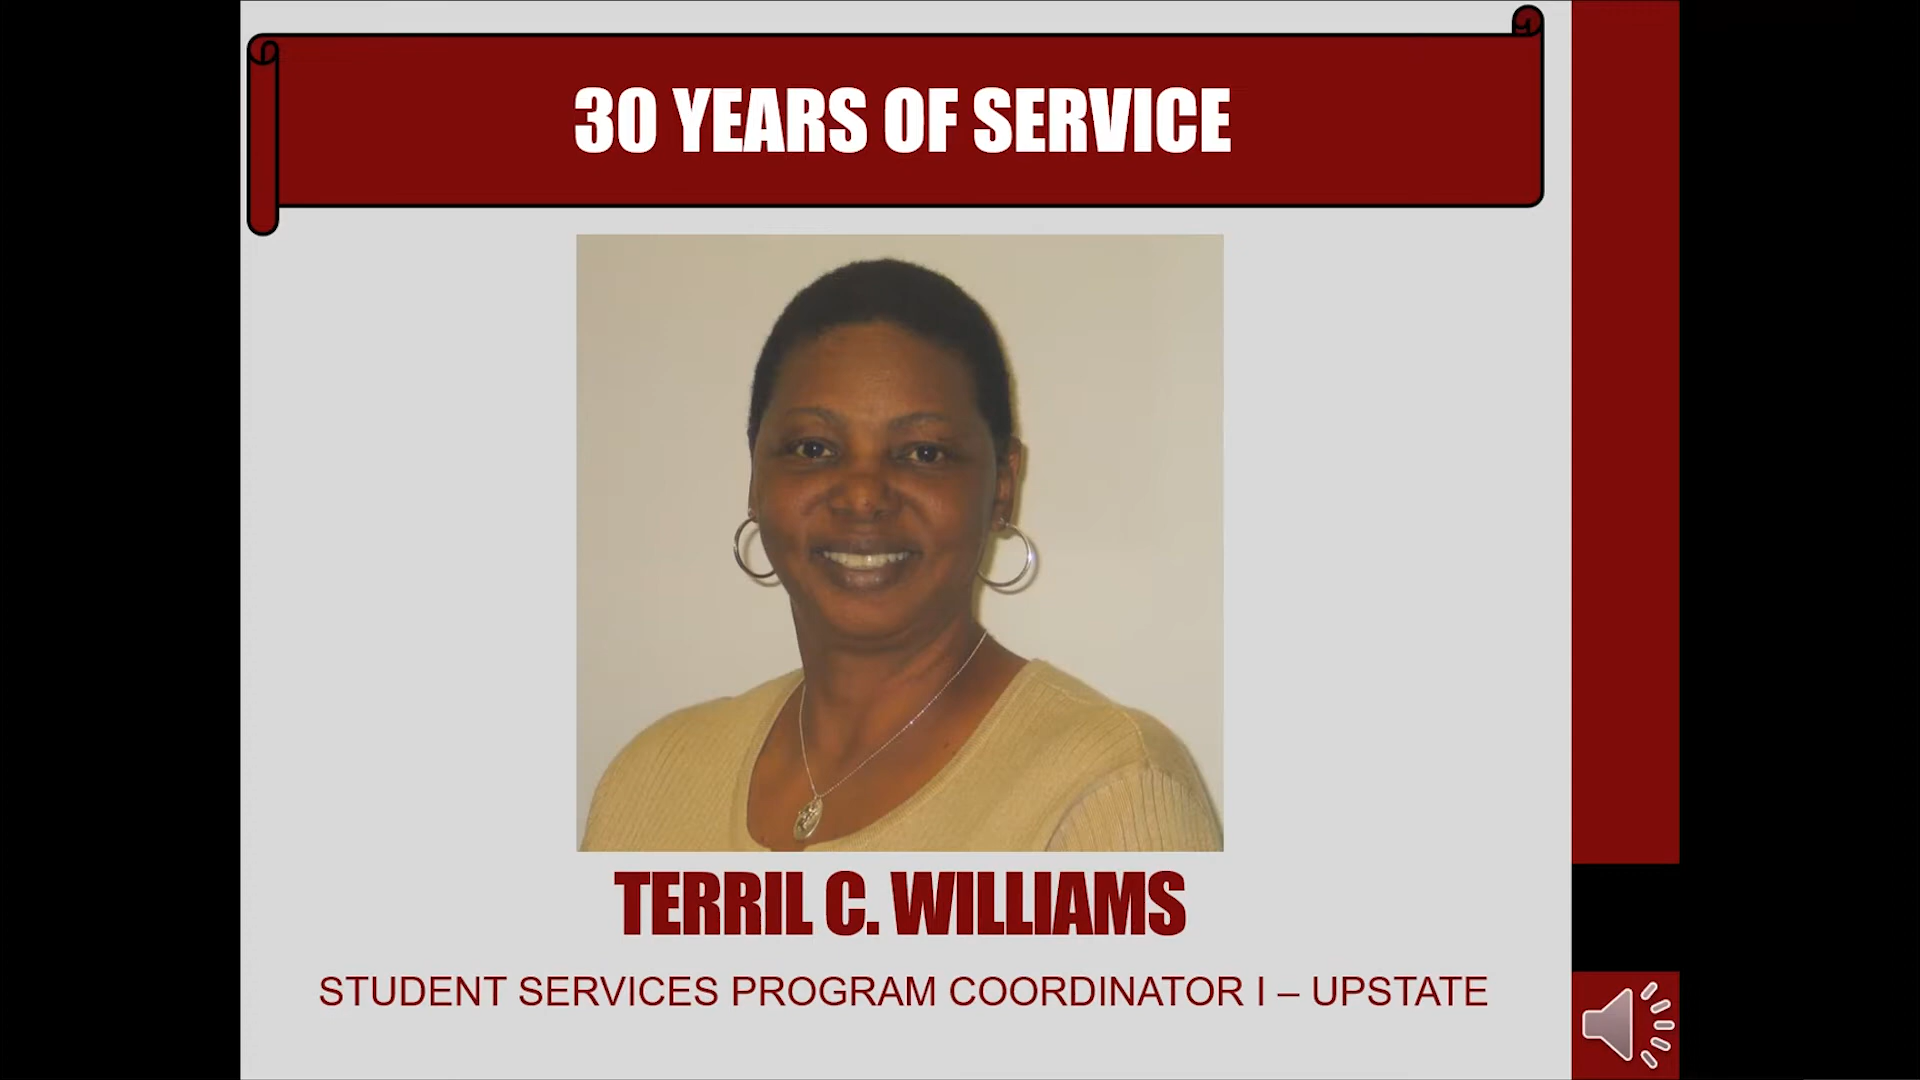 30 YEARS OF SERVICE
TERRIL C. WILLIAMS
STUDENT SERVICES PROGRAM COORDINATOR I – UPSTATE